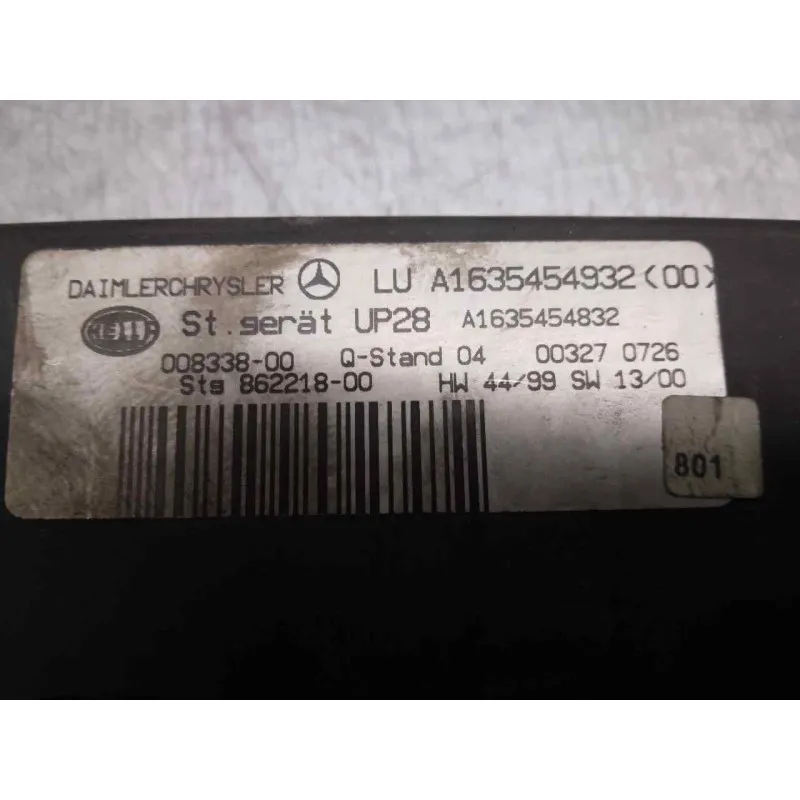 DAIMLERCHRYSLER LU A1635454932(00)
HELLA St.gerät UP28 A1635454832
008338-00 Q-Stand 04 00327 0726
Stg 862218-00 HW 44/99 SW 13/00
801